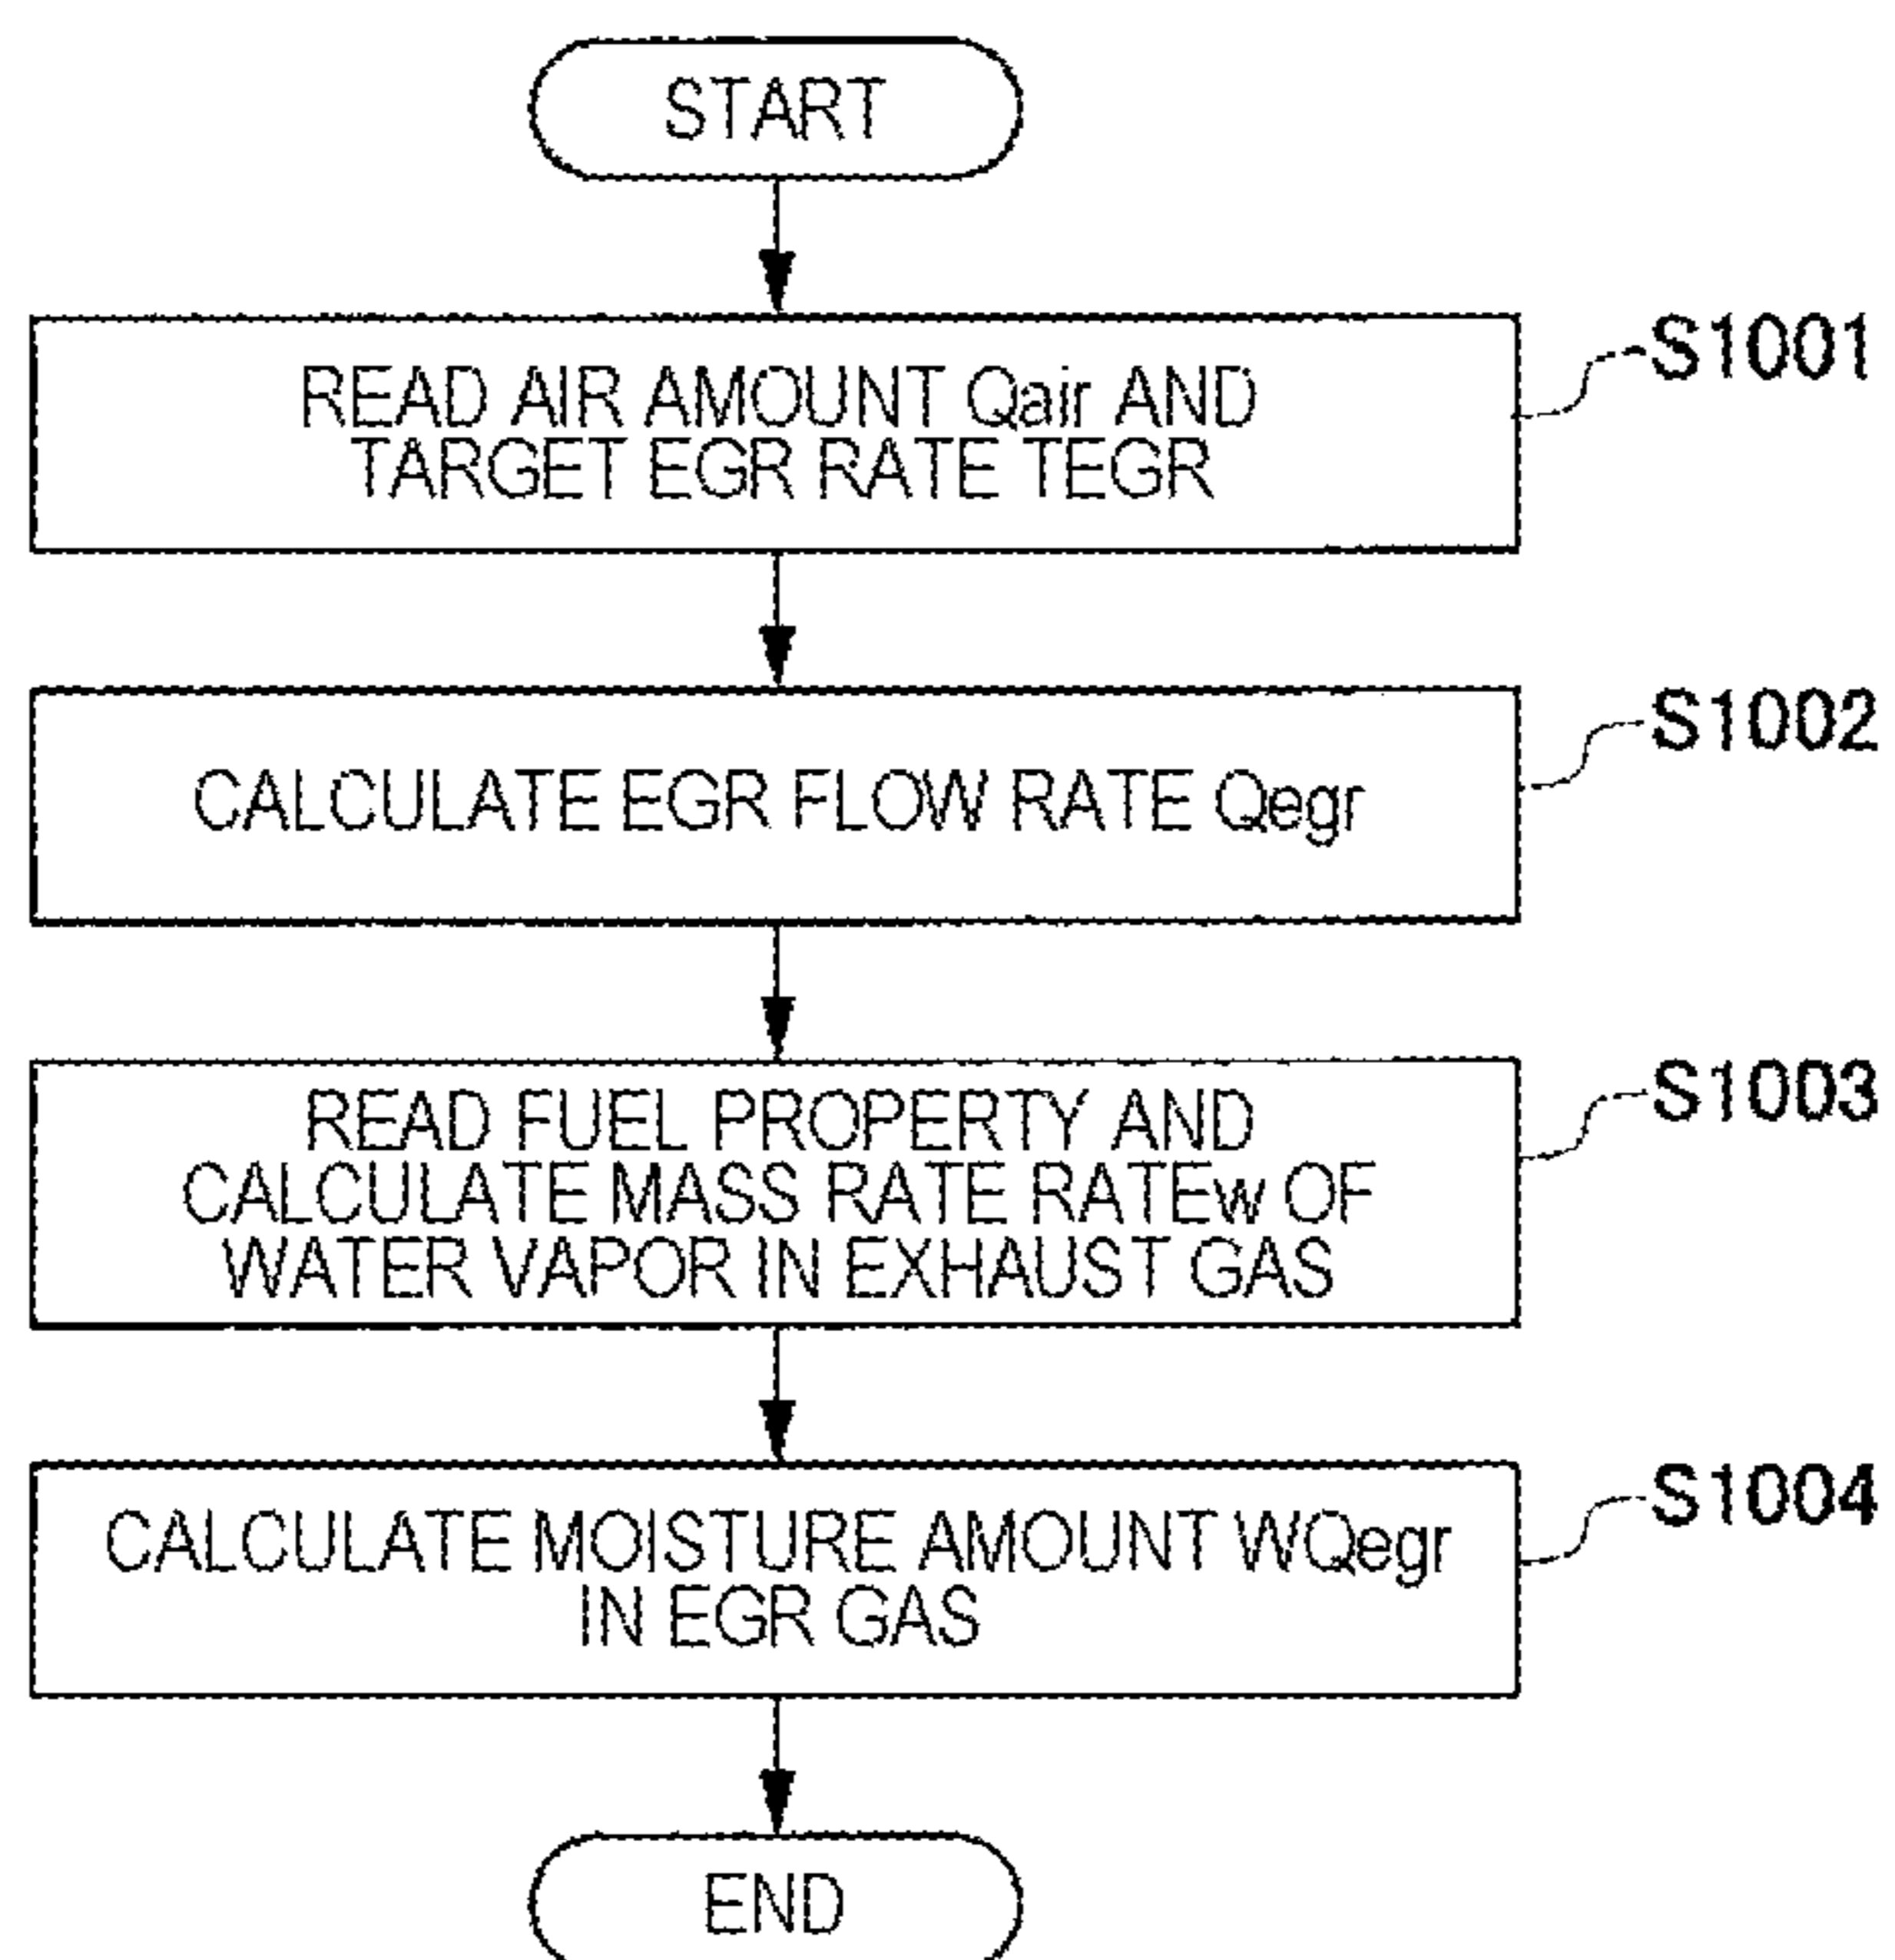 START
READ AIR AMOUNT Qair AND
TARGET EGR RATE TEGR
S1001
CALCULATE EGR FLOW RATE Qegr
S1002
READ FUEL PROPERTY AND
CALCULATE MASS RATE RATEw OF
WATER VAPOR IN EXHAUST GAS
S1003
CALCULATE MOISTURE AMOUNT WQegr
IN EGR GAS
S1004
END